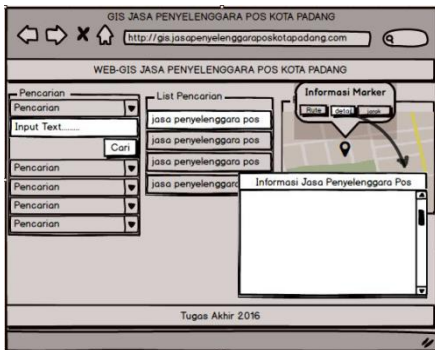 GIS JASA PENYELENGGARA POS KOTA PADANG
http://gis.jasapenyelenggaraposkotapadang.com
WEB-GIS JASA PENYELENGGARA POS KOTA PADANG
Pencarian
Pencarian
Input Text........
Cari
Pencarian
Pencarian
Pencarian
Pencarian
List Pencarian
jasa penyelenggara pos
jasa penyelenggara pos
jasa penyelenggara pos
jasa penyelenggara
Informasi Marker
Rute detail jarak
Informasi Jasa Penyelenggara Pos
Tugas Akhir 2016